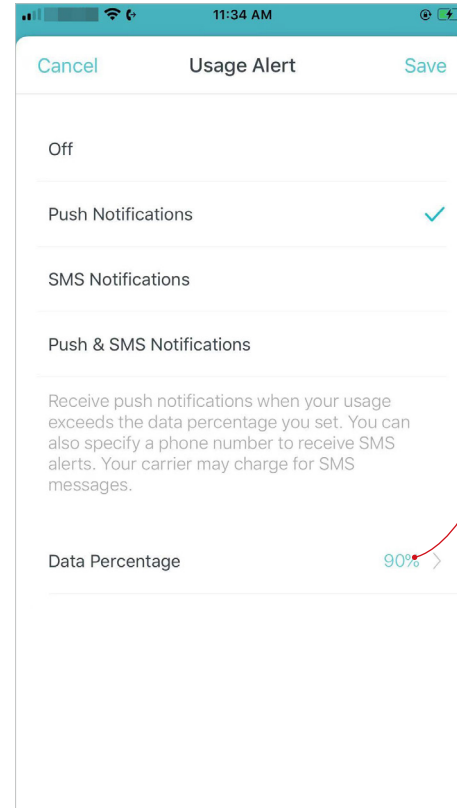 11:34 AM
Cancel Usage Alert Save
Off
Push Notifications
SMS Notifications
Push & SMS Notifications
Receive push notifications when your usage
exceeds the data percentage you set. You can
also specify a phone number to receive SMS
alerts. Your carrier may charge for SMS
messages.
Data Percentage 90%